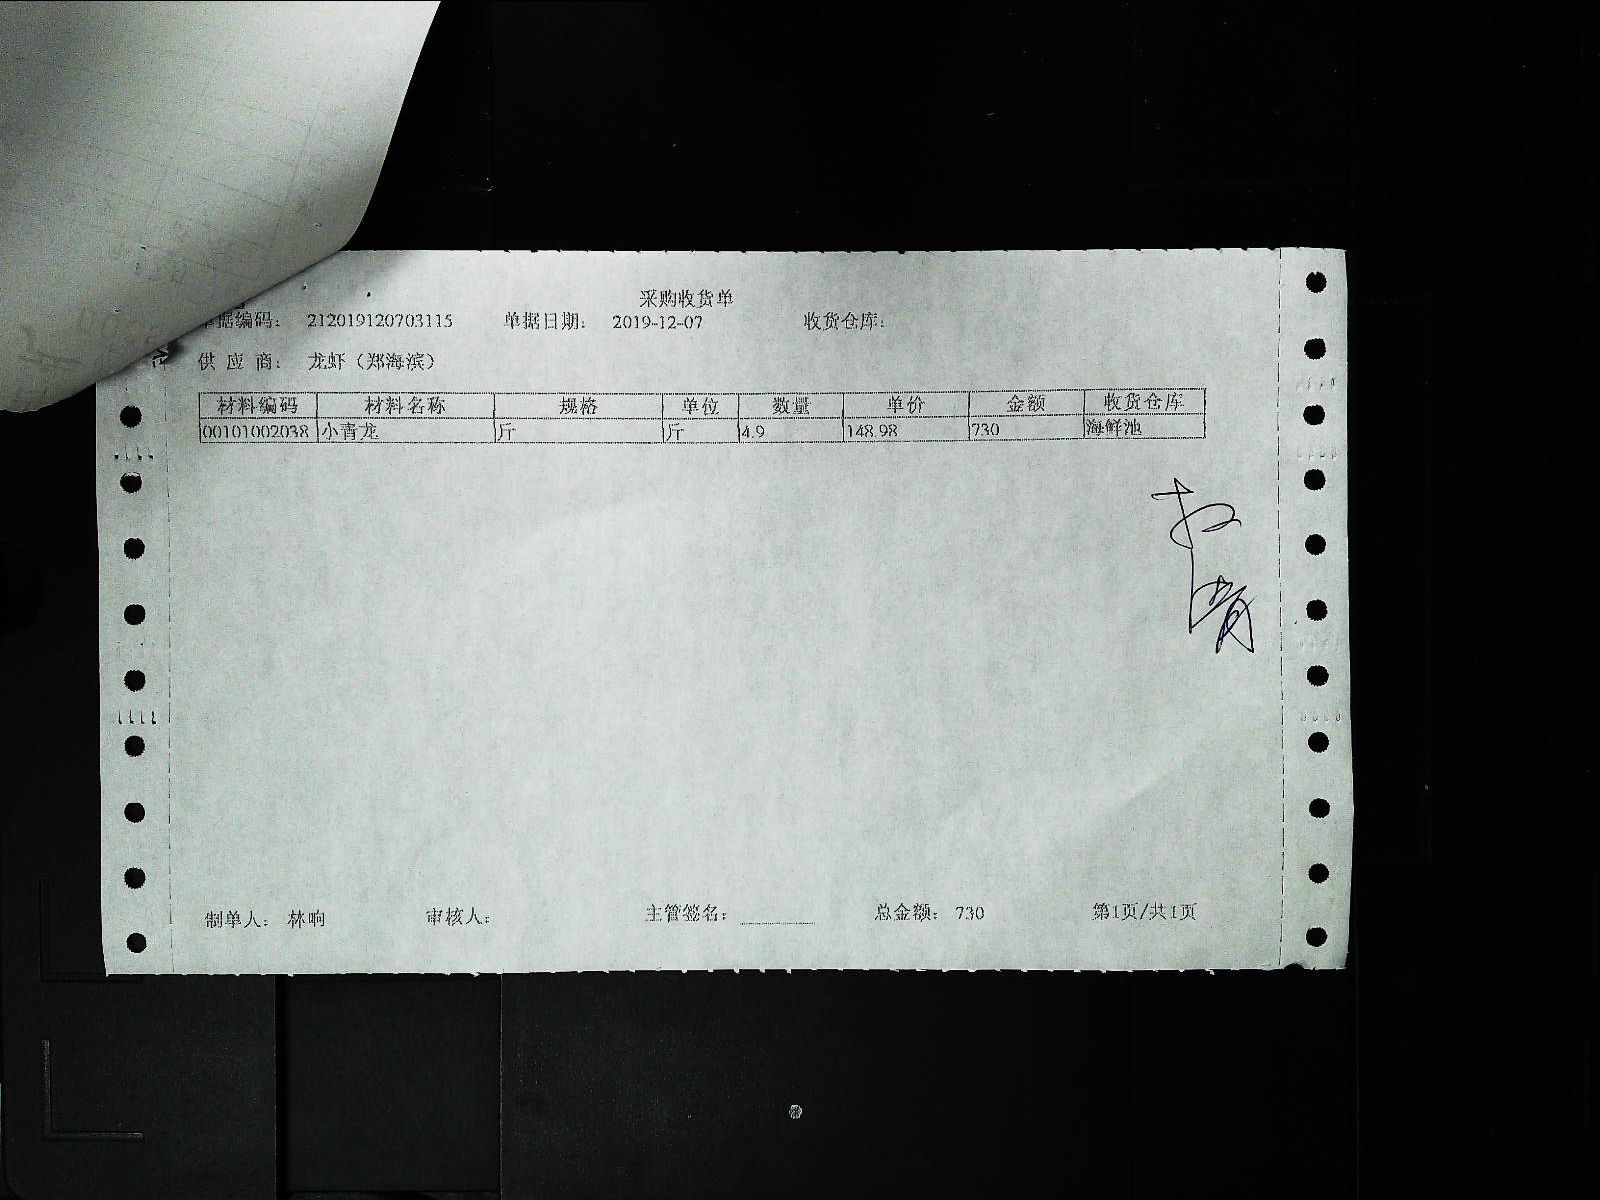 采购收货单
单据编码: 212019120703115 单据日期: 2019-12-07 收货仓库:
供应商: 龙虾（郑海滨）
材料编码 材料名称 规格 单位 数量 单价 金额 收货仓库
00101002038 小青龙 斤 斤 4.9 148.98 730 海鲜池
制单人: 林响 审核人: 主管签名: 总金额: 730 第1页/共1页